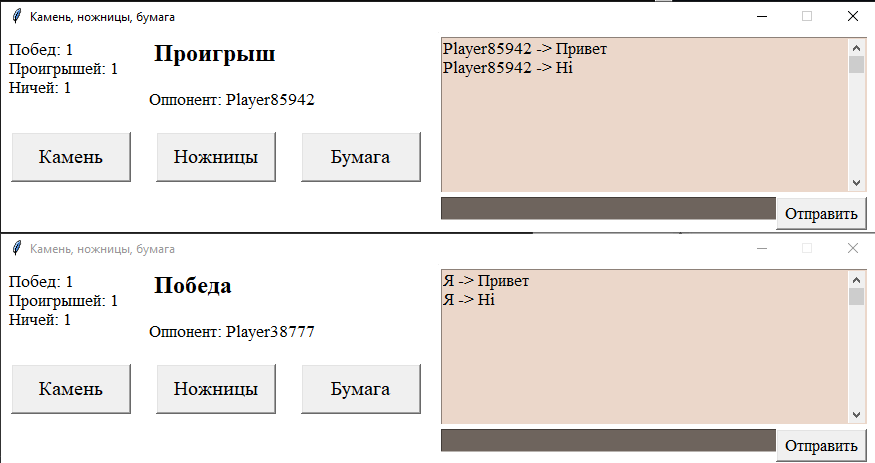 Камень, ножницы, бумага
Побед: 1
Проигрышей: 1
Ничей: 1
Проигрыш
Оппонент: Player85942
Камень
Ножницы
Бумага
Player85942 -> Привет
Player85942 -> Hi
Отправить
Камень, ножницы, бумага
Побед: 1
Проигрышей: 1
Ничей: 1
Победа
Оппонент: Player38777
Камень
Ножницы
Бумага
Я -> Привет
Я -> Hi
Отправить